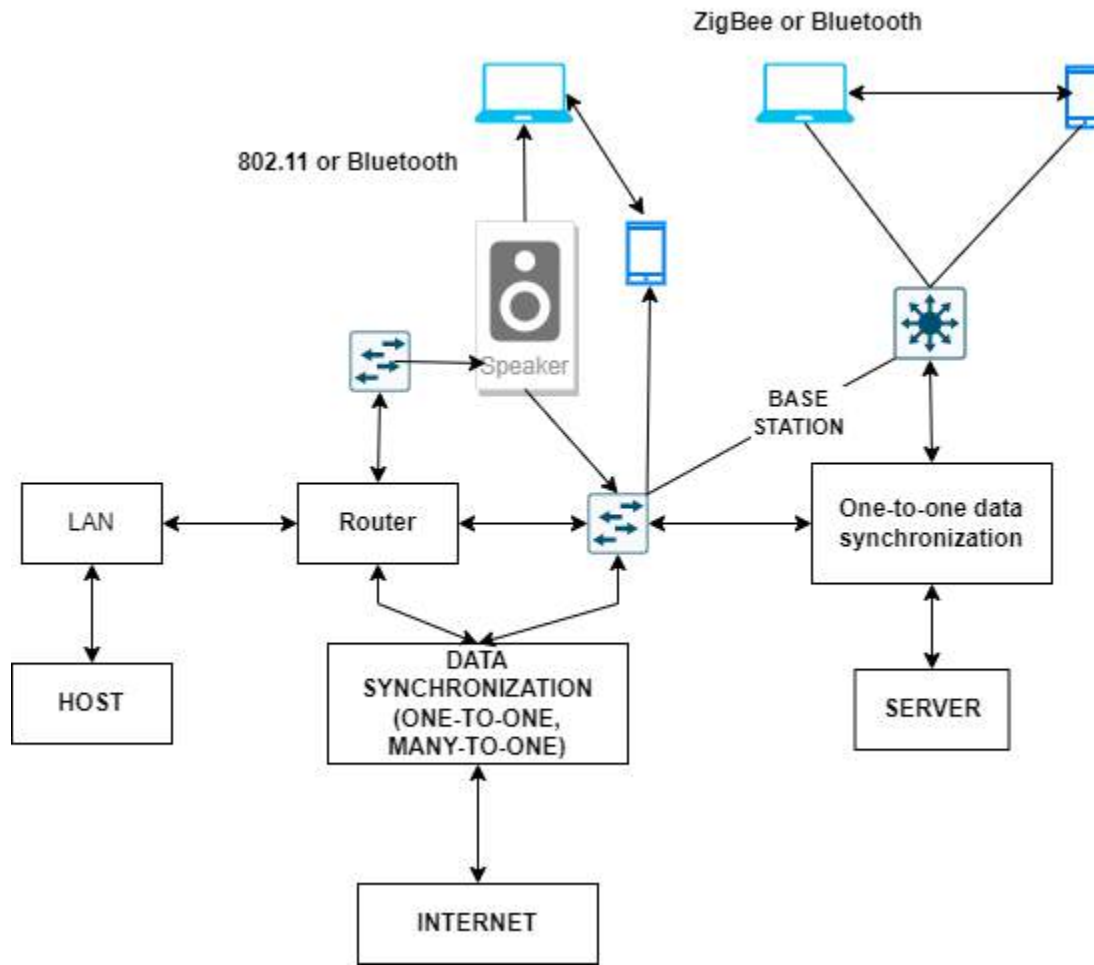 ZigBee or Bluetooth
802.11 or Bluetooth
Speaker
BASE
STATION
LAN
Router
One-to-one data
synchronization
HOST
DATA
SYNCHRONIZATION
(ONE-TO-ONE,
MANY-TO-ONE)
SERVER
INTERNET